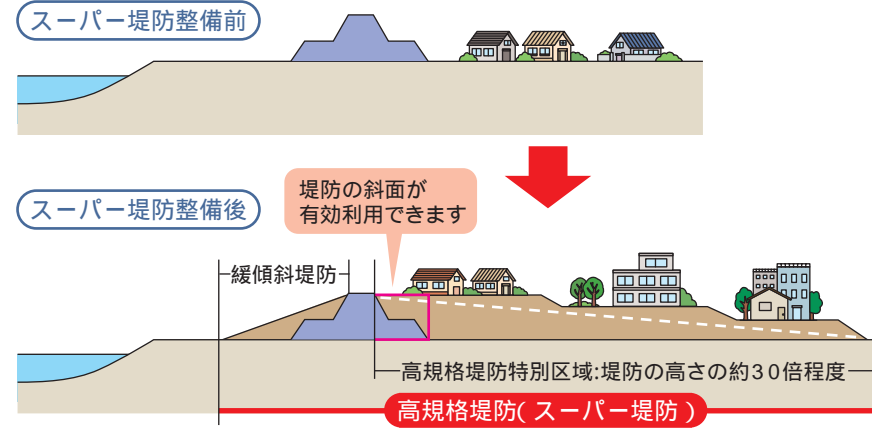 スーパー堤防整備前
堤防の斜面が
有効利用できます
スーパー堤防整備後
緩傾斜堤防
高規格堤防特別区域:堤防の高さの約30倍程度
高規格堤防(スーパー堤防)